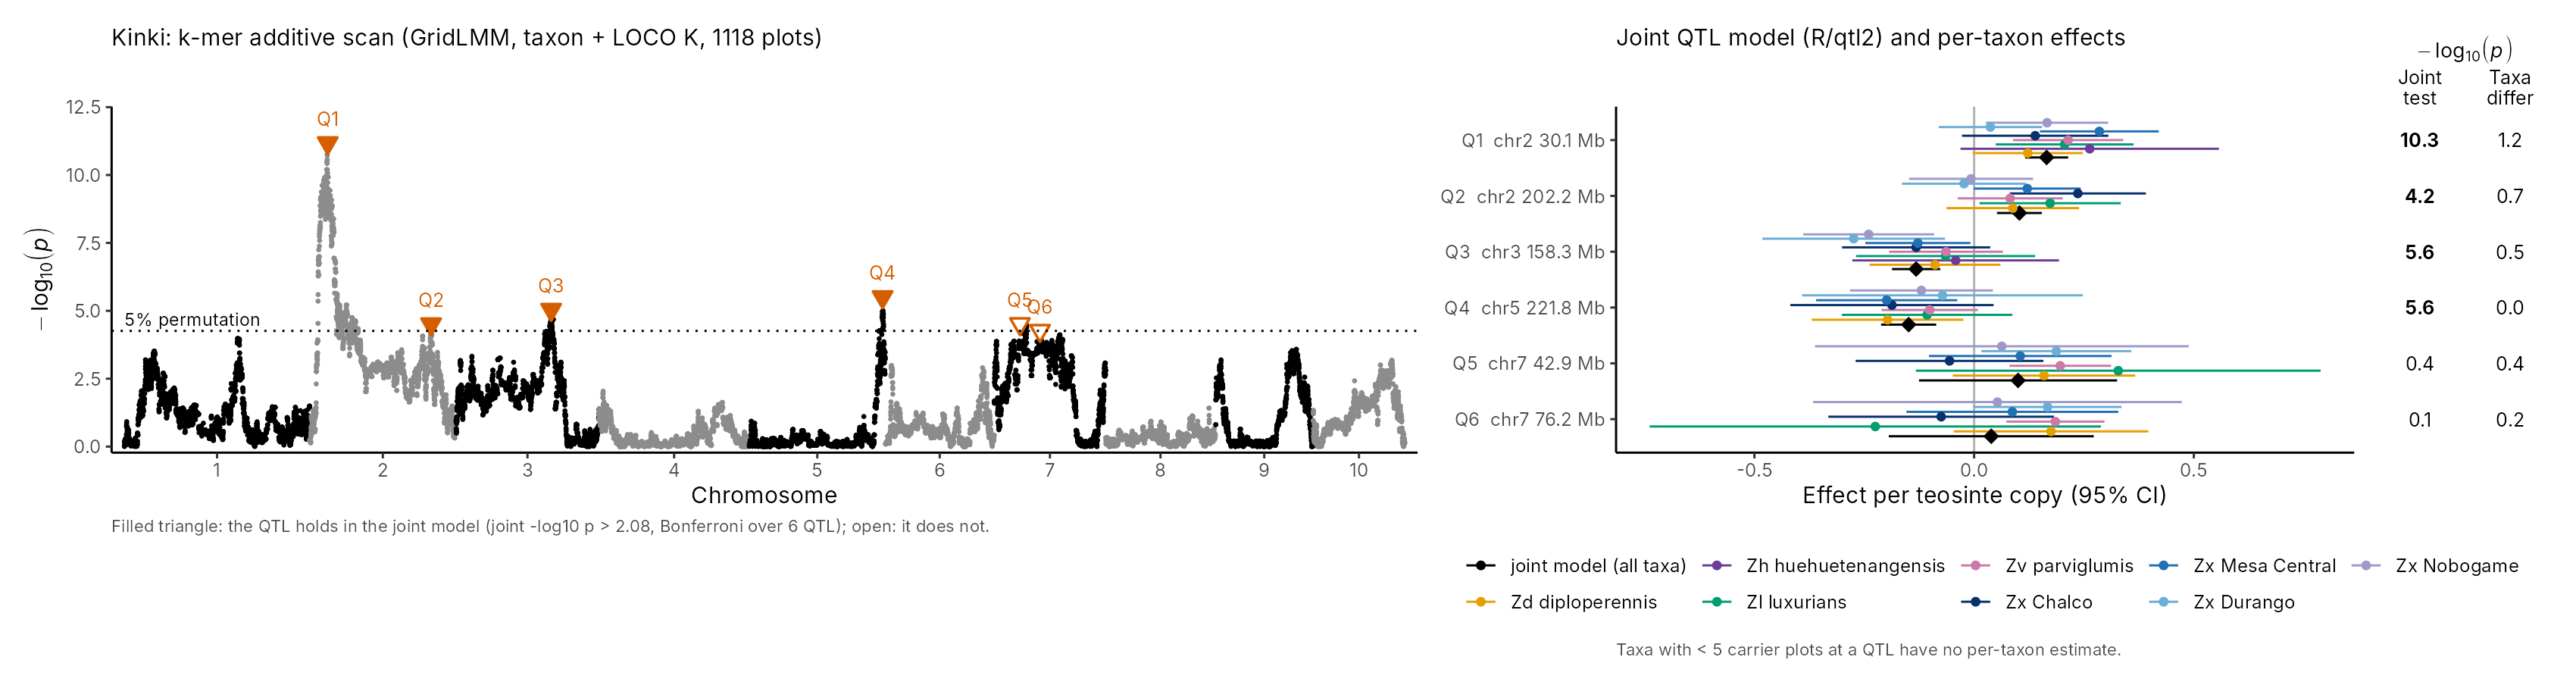 Kinki: k-mer additive scan (GridLMM, taxon + LOCO K, 1118 plots)
−log10(p)
12.5
10.0
7.5
5.0
2.5
0.0
5% permutation
Q1
Q2
Q3
Q4
Q5
Q6
1 2 3 4 5 6 7 8 9 10
Chromosome
Filled triangle: the QTL holds in the joint model (joint -log10 p > 2.08, Bonferroni over 6 QTL); open: it does not.
Joint QTL model (R/qtl2) and per-taxon effects
−log10(p)
Joint test
Taxa differ
Q1 chr2 30.1 Mb 10.3 1.2
Q2 chr2 202.2 Mb 4.2 0.7
Q3 chr3 158.3 Mb 5.6 0.5
Q4 chr5 221.8 Mb 5.6 0.0
Q5 chr7 42.9 Mb 0.4 0.4
Q6 chr7 76.2 Mb 0.1 0.2
-0.5 0.0 0.5
Effect per teosinte copy (95% CI)
joint model (all taxa) Zh huehuetenangensis Zv parviglumis Zx Mesa Central Zx Nobogame
Zd diploperennis Zl luxurians Zx Chalco Zx Durango
Taxa with < 5 carrier plots at a QTL have no per-taxon estimate.